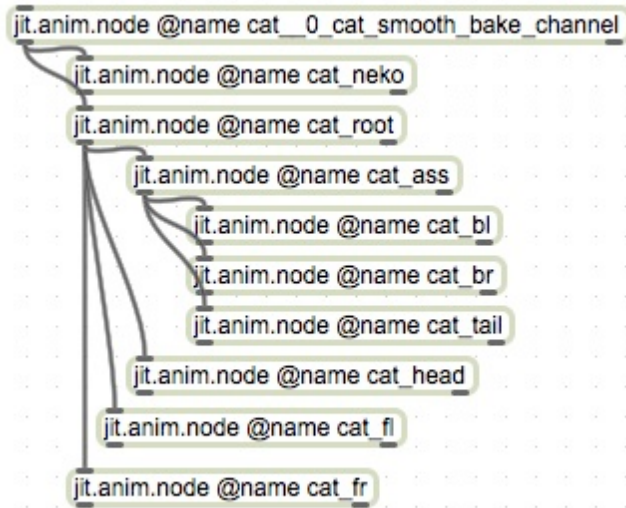 jit.anim.node @name cat__0_cat_smooth_bake_channel
jit.anim.node @name cat_neko
jit.anim.node @name cat_root
jit.anim.node @name cat_ass
jit.anim.node @name cat_bl
jit.anim.node @name cat_br
jit.anim.node @name cat_tail
jit.anim.node @name cat_head
jit.anim.node @name cat_fl
jit.anim.node @name cat_fr